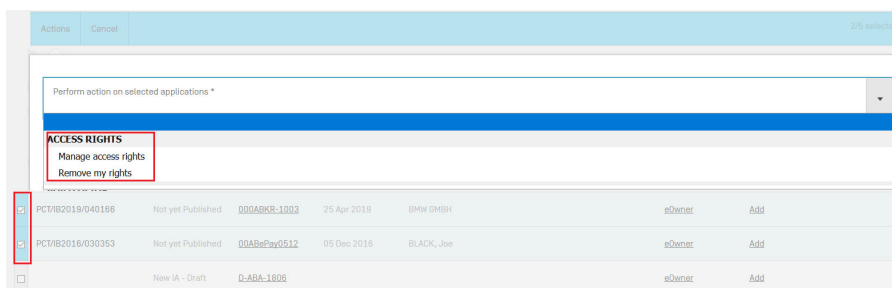 Actions Cancel 2/5 selected
Perform action on selected applications *
ACCESS RIGHTS
Manage access rights
Remove my rights
PCT/IB2019/040166 Not yet Published 000ABKR-1003 25 Apr 2019 BMW GMBH eOwner Add
PCT/IB2016/030353 Not yet Published 00ABePay0512 05 Dec 2016 BLACK, Joe eOwner Add
New IA - Draft D-ABA-1806 eOwner Add